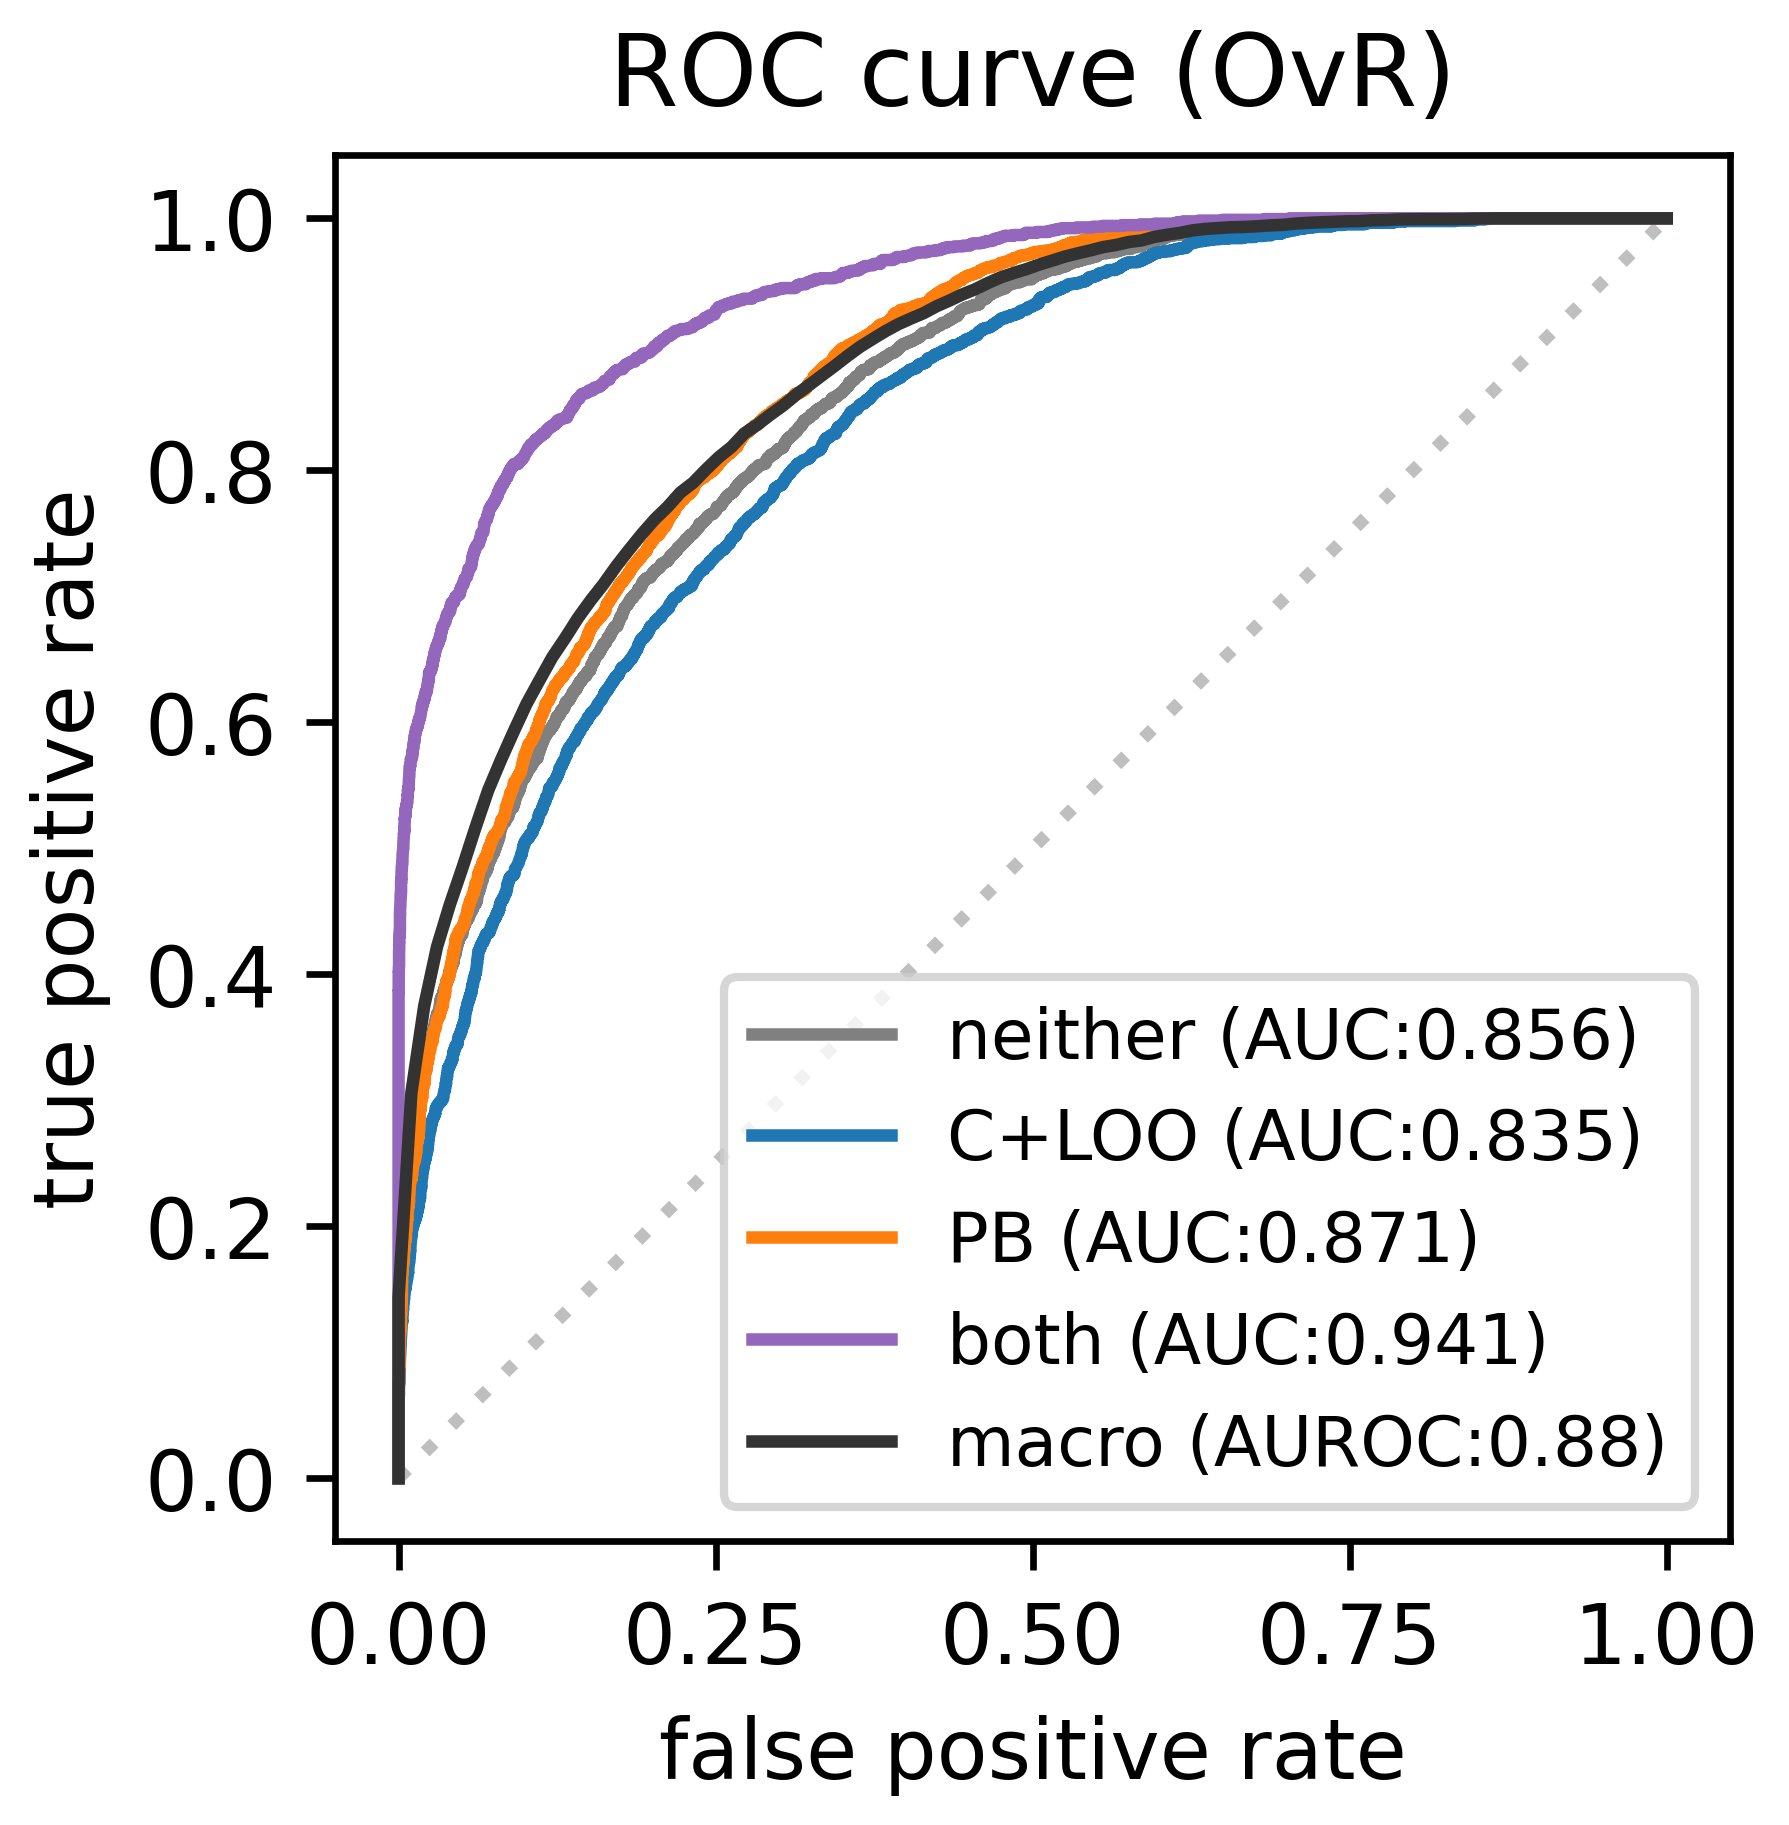 ROC curve (OvR)
true positive rate
1.0
0.8
0.6
0.4
0.2
0.0
neither (AUC:0.856)
C+LOO (AUC:0.835)
PB (AUC:0.871)
both (AUC:0.941)
macro (AUROC:0.88)
0.00 0.25 0.50 0.75 1.00
false positive rate